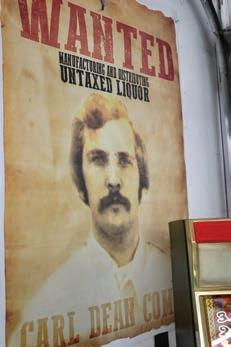 WANTED
MANUFACTURING AND DISTRIBUTING
UNTAXED LIQUOR
CARL DEAN